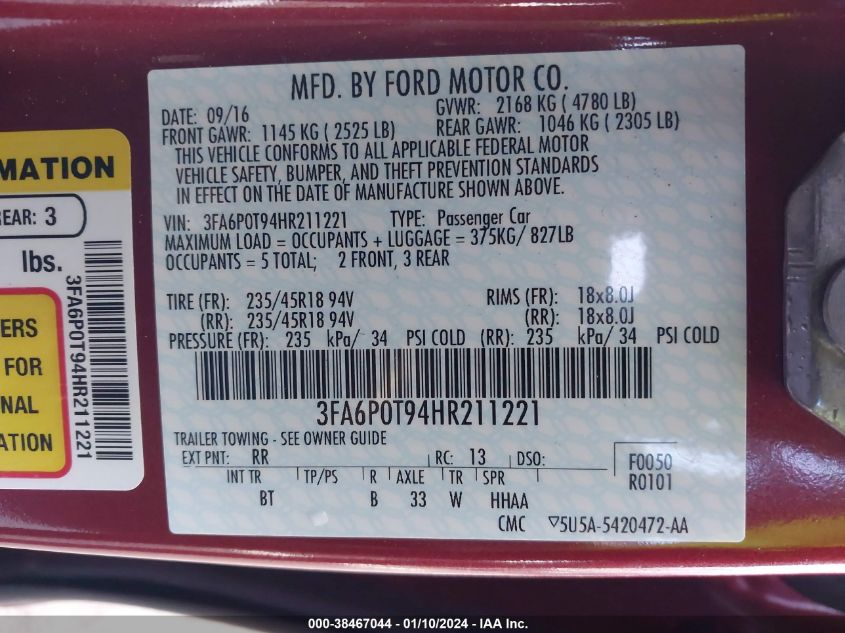 MFD. BY FORD MOTOR CO.
DATE: 09/16 GVWR: 2168 KG ( 4780 LB)
FRONT GAWR: 1145 KG ( 2525 LB) REAR GAWR: 1046 KG ( 2305 LB)
THIS VEHICLE CONFORMS TO ALL APPLICABLE FEDERAL MOTOR
VEHICLE SAFETY, BUMPER, AND THEFT PREVENTION STANDARDS
IN EFFECT ON THE DATE OF MANUFACTURE SHOWN ABOVE.
VIN: 3FA6P0T94HR211221 TYPE: Passenger Car
MAXIMUM LOAD = OCCUPANTS + LUGGAGE = 375KG/ 827LB
OCCUPANTS = 5 TOTAL; 2 FRONT, 3 REAR
TIRE (FR): 235/45R18 94V RIMS (FR): 18x8.0J
(RR): 235/45R18 94V (RR): 18x8.0J
PRESSURE (FR): 235 kPa/ 34 PSI COLD (RR): 235 kPa/ 34 PSI COLD
3FA6P0T94HR211221
TRAILER TOWING - SEE OWNER GUIDE
EXT PNT: RR RC: 13 DSO: F0050
INT TR TP/PS R AXLE TR SPR R0101
BT B 33 W HHAA
CMC ▽5U5A-5420472-AA
MATION
REAR: 3
lbs.
3FA6P0T94HR211221
ERS
FOR
NAL
ATION
000-38467044 — 01/10/2024 — IAA Inc.